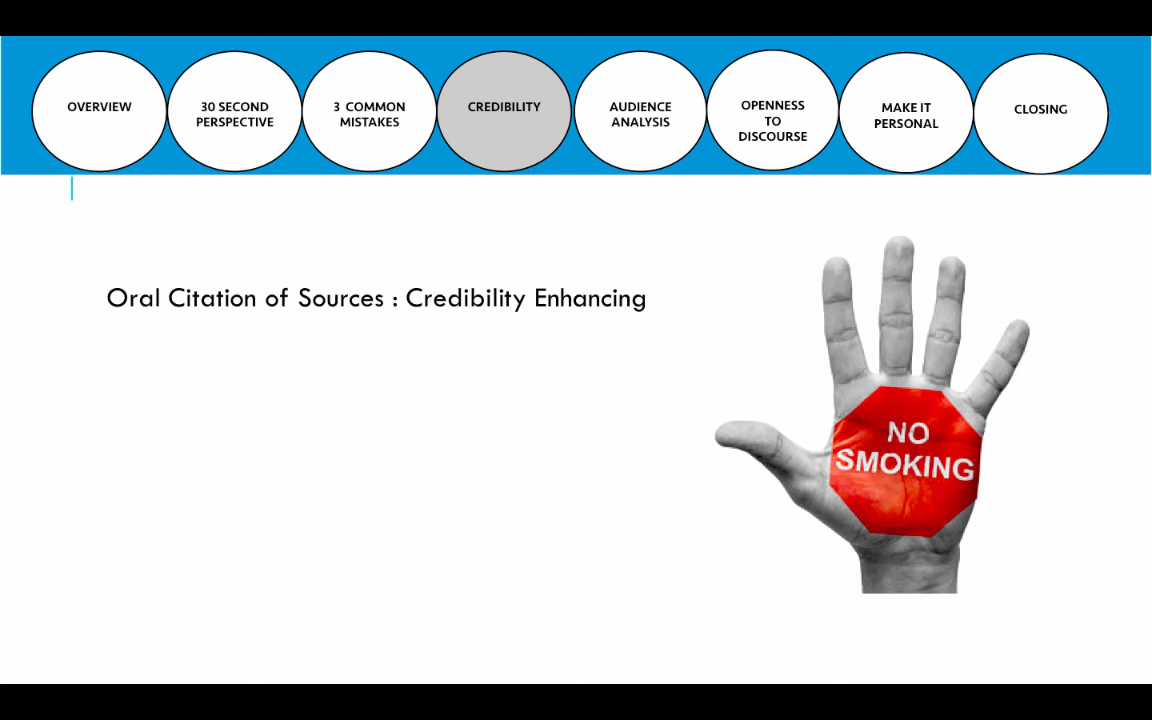 OVERVIEW
30 SECOND
PERSPECTIVE
3 COMMON
MISTAKES
CREDIBILITY
AUDIENCE
ANALYSIS
OPENNESS
TO
DISCOURSE
MAKE IT
PERSONAL
CLOSING
Oral Citation of Sources : Credibility Enhancing
NO
SMOKING